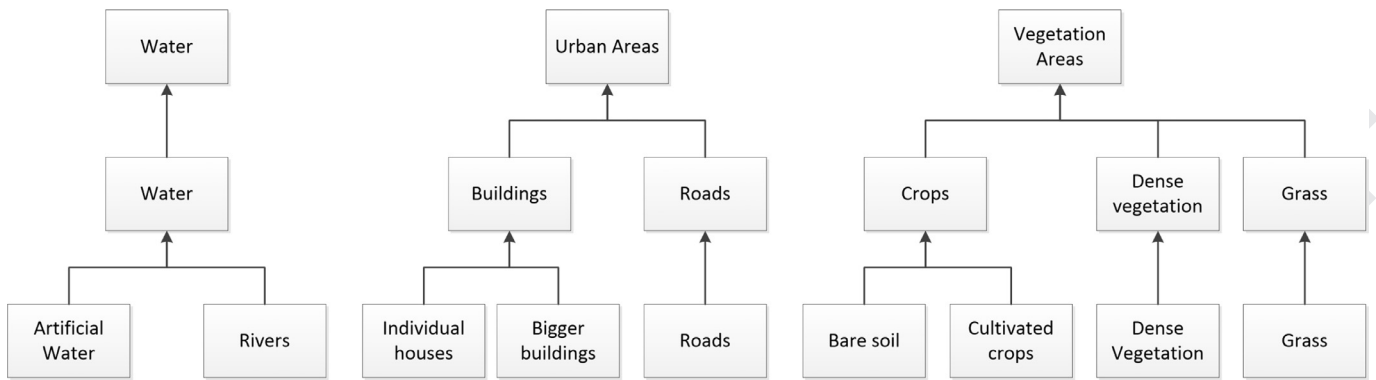 Water
Urban Areas
Vegetation
Areas
Water
Buildings
Roads
Crops
Dense
vegetation
Grass
Artificial
Water
Rivers
Individual
houses
Bigger
buildings
Roads
Bare soil
Cultivated
crops
Dense
Vegetation
Grass